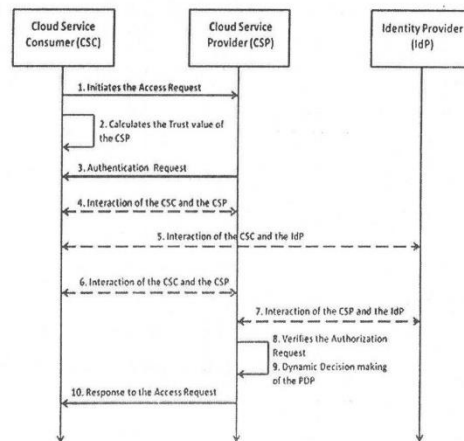 Cloud Service
Consumer (CSC)
Cloud Service
Provider (CSP)
Identity Provider
(IdP)
1. Initiates the Access Request
2. Calculates the Trust value of
the CSP
3. Authentication Request
4. Interaction of the CSC and the CSP
5. Interaction of the CSC and the IdP
6. Interaction of the CSC and the CSP
7. Interaction of the CSP and the IdP
8. Verifies the Authorization
Request
9. Dynamic Decision making
of the PDP
10. Response to the Access Request